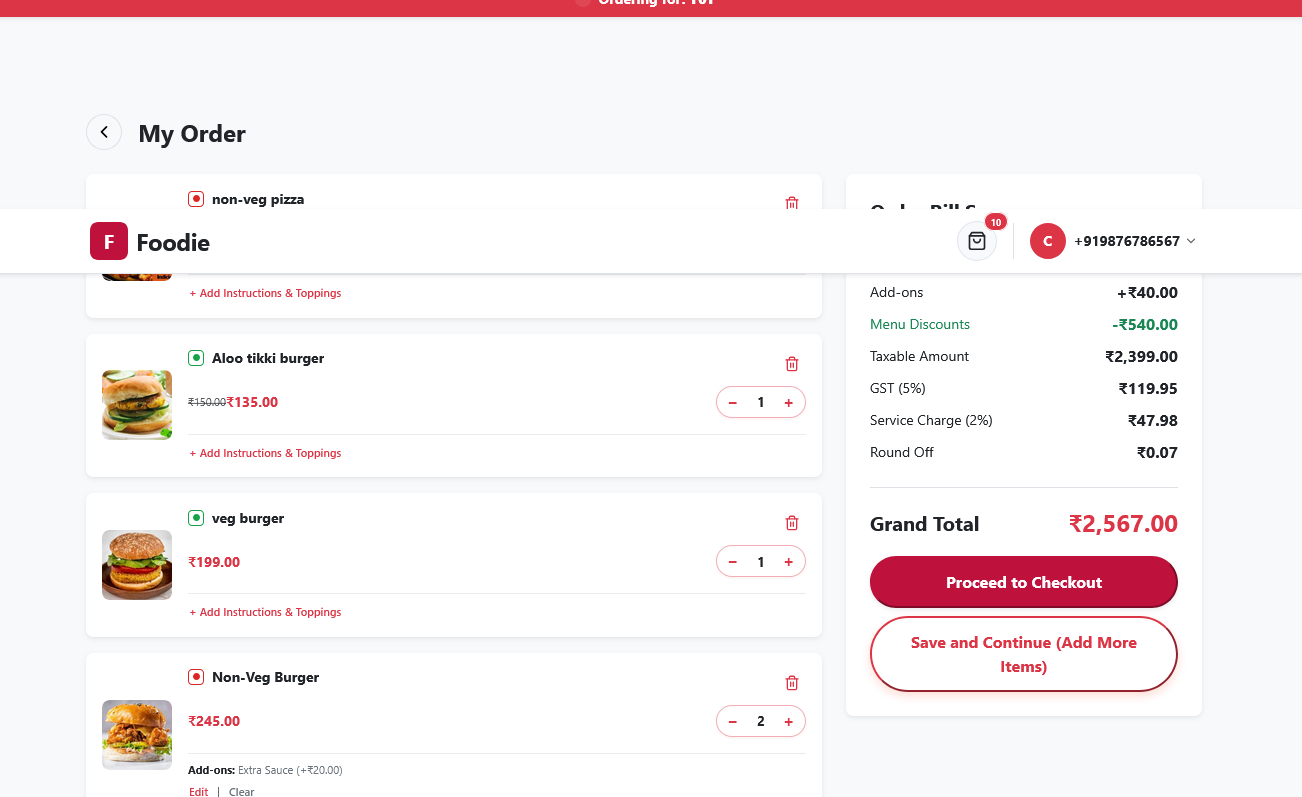 Ordering for: T01
My Order
non-veg pizza
F Foodie
10
C +919876786567
+ Add Instructions & Toppings
Aloo tikki burger
₹150.00₹135.00
− 1 +
+ Add Instructions & Toppings
veg burger
₹199.00
− 1 +
+ Add Instructions & Toppings
Non-Veg Burger
₹245.00
− 2 +
Add-ons: Extra Sauce (+₹20.00)
Edit | Clear
Add-ons +₹40.00
Menu Discounts -₹540.00
Taxable Amount ₹2,399.00
GST (5%) ₹119.95
Service Charge (2%) ₹47.98
Round Off ₹0.07
Grand Total ₹2,567.00
Proceed to Checkout
Save and Continue (Add More
Items)